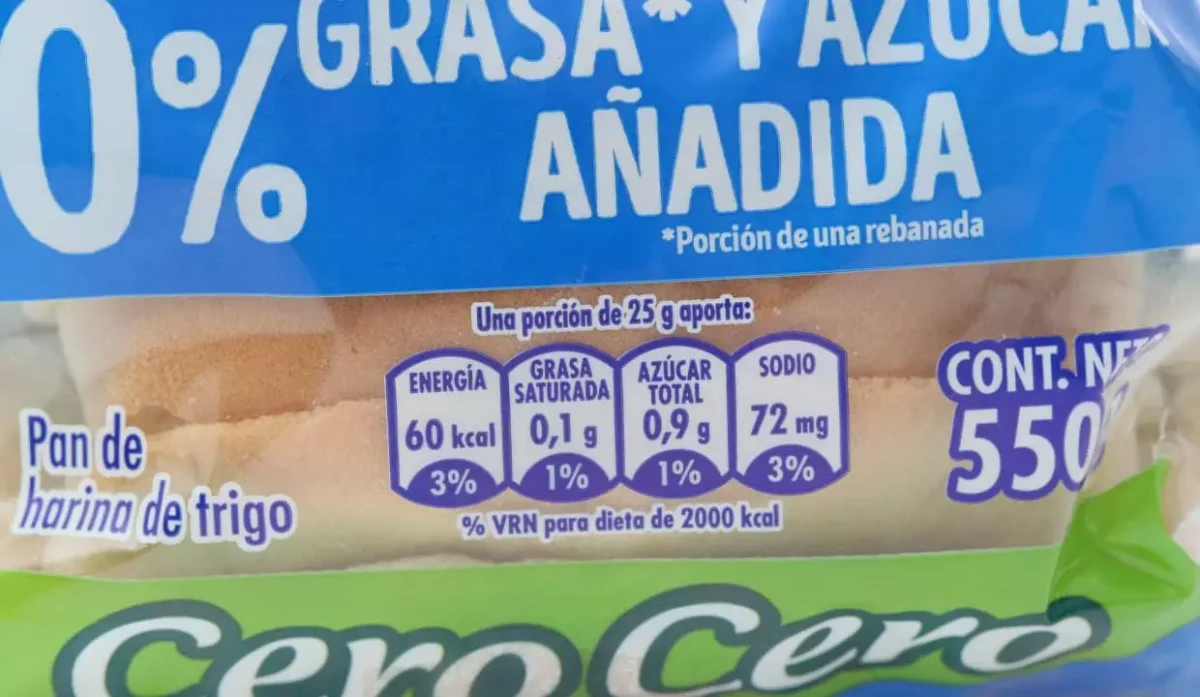 0% GRASA* Y AZÚCAR
AÑADIDA
*Porción de una rebanada
Una porción de 25 g aporta:
ENERGÍA
60 kcal
3%
GRASA
SATURADA
0,1 g
1%
AZÚCAR
TOTAL
0,9 g
1%
SODIO
72 mg
3%
% VRN para dieta de 2000 kcal
Pan de
harina de trigo
CONT. NETO
550
Cero Cero